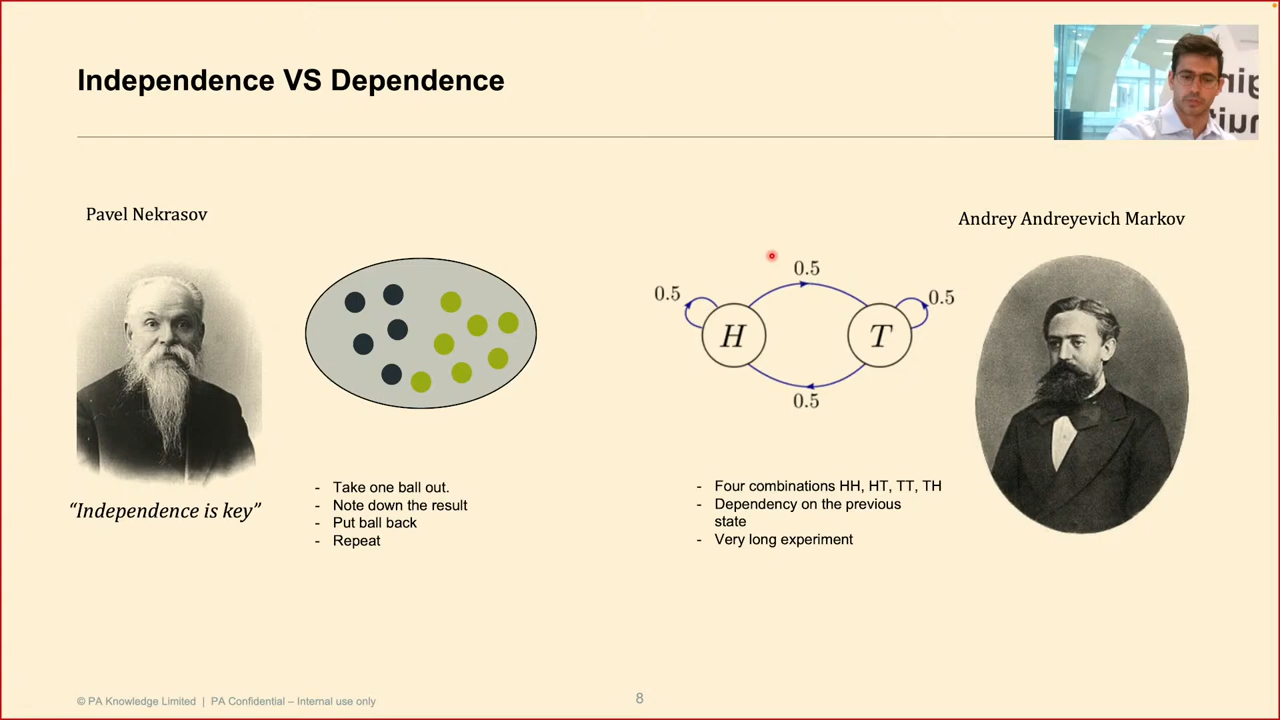 Independence VS Dependence
Pavel Nekrasov
"Independence is key"
- Take one ball out.
- Note down the result
- Put ball back
- Repeat
0.5
0.5
0.5
H
T
0.5
- Four combinations HH, HT, TT, TH
- Dependency on the previous
state
- Very long experiment
Andrey Andreyevich Markov
© PA Knowledge Limited | PA Confidential – Internal use only
8